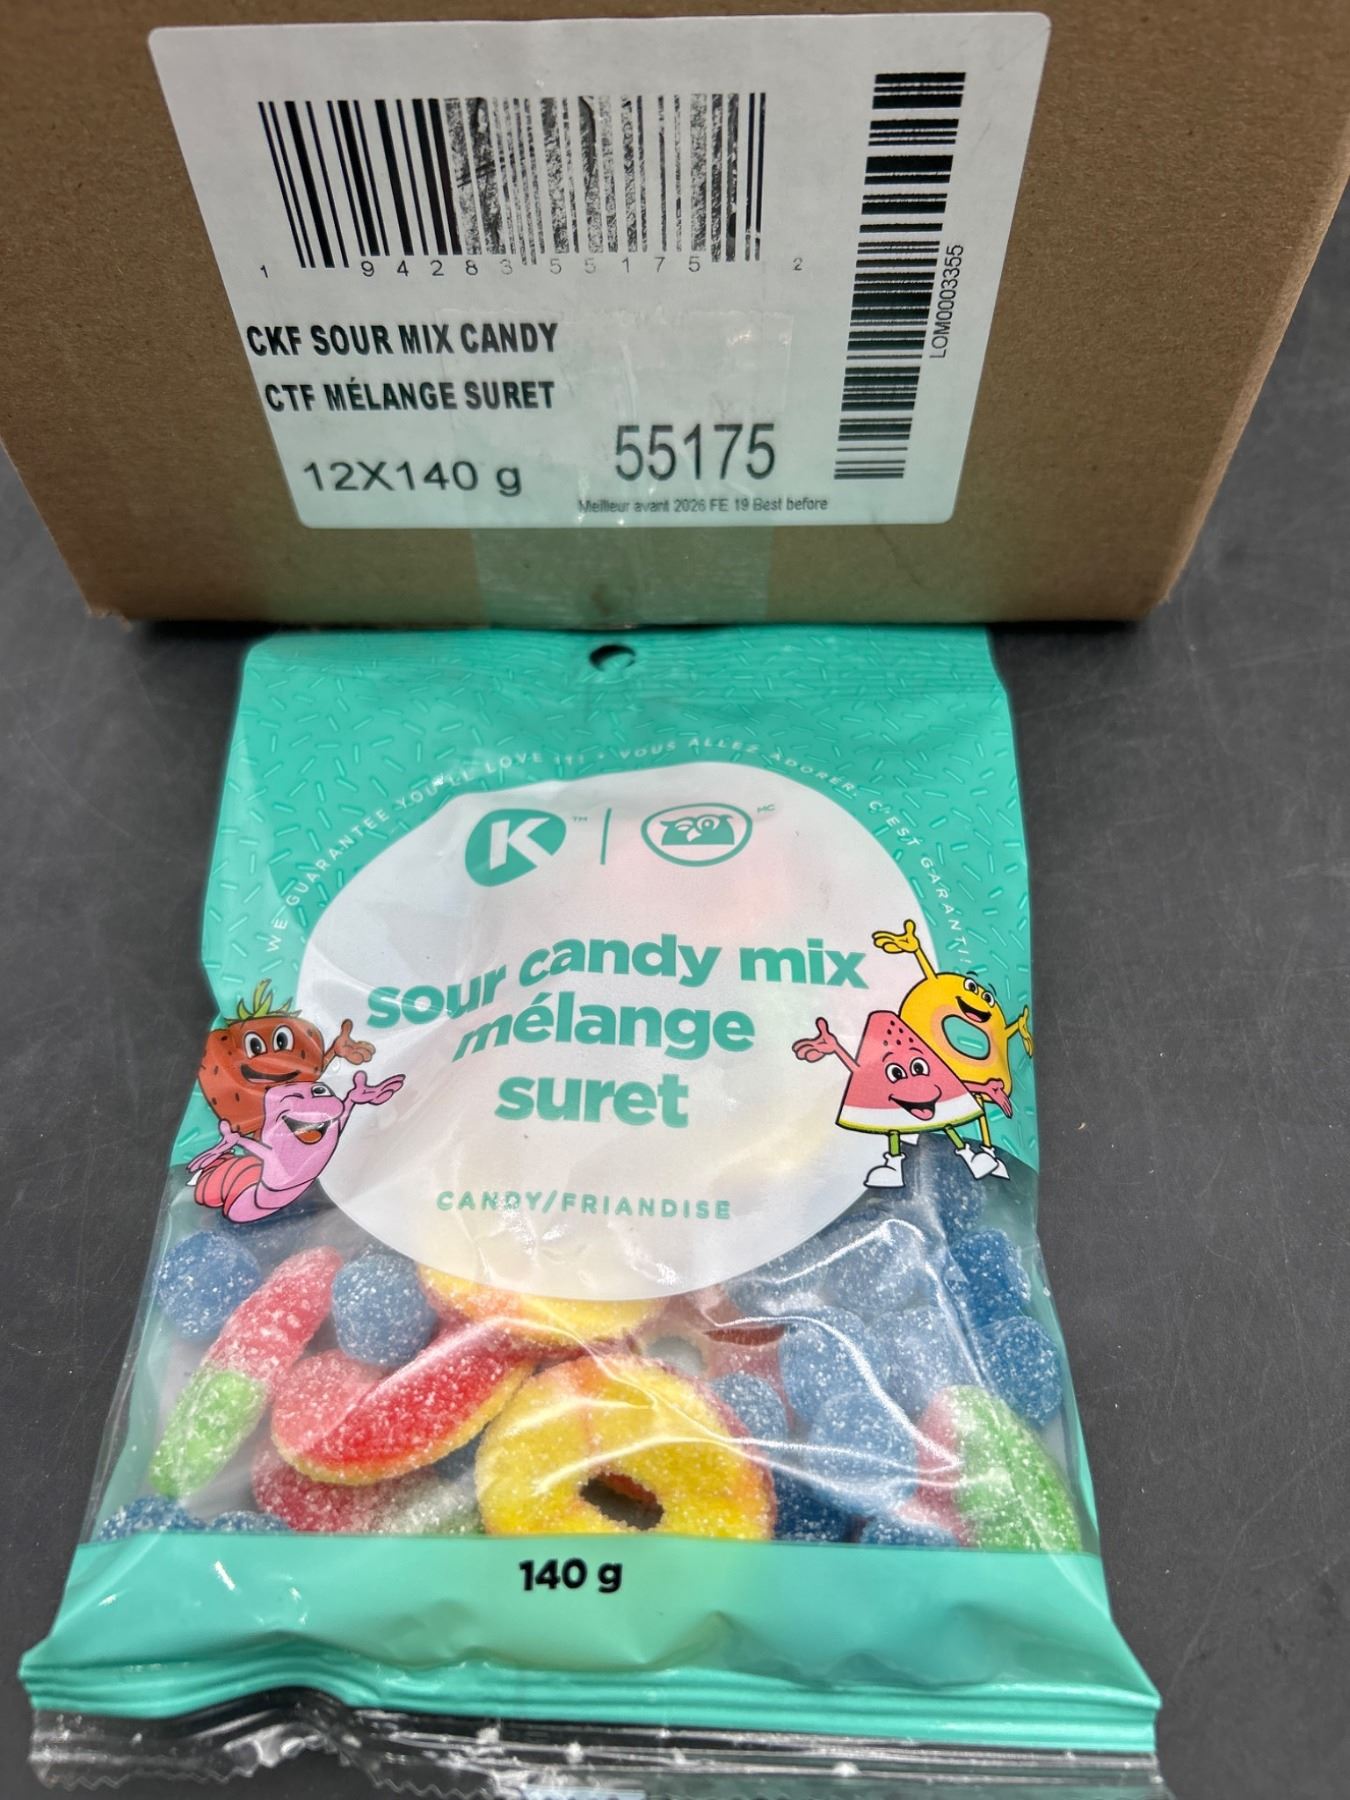 1 94283 55175 2
LOM0003355
CKF SOUR MIX CANDY
CTF MÉLANGE SURET
12X140 g
55175
Meilleur avant 2026 FE 19 Best before
WE GUARANTEE YOU'LL LOVE IT! • VOUS ALLEZ ADORER, C'EST GARANTI!
K TM
MC
sour candy mix
mélange
suret
CANDY/FRIANDISE
140 g